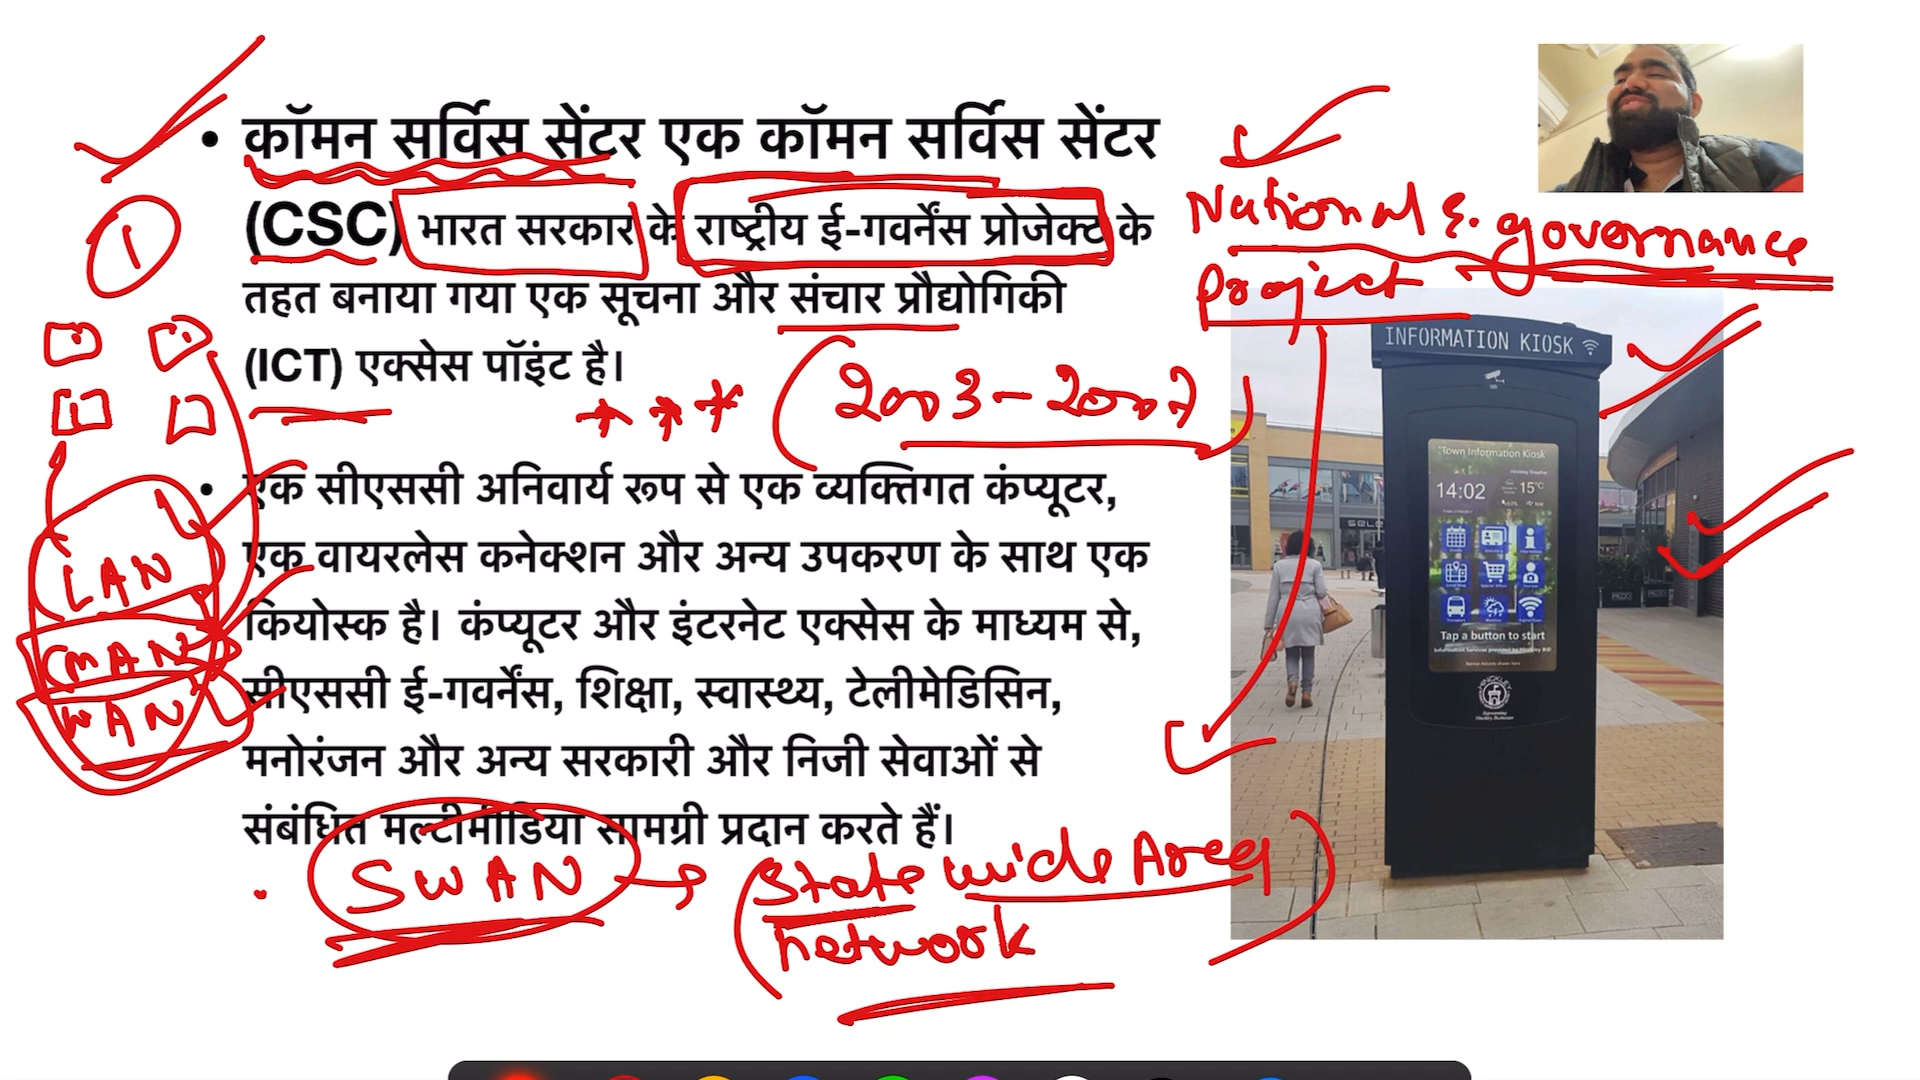 • कॉमन सर्विस सेंटर एक कॉमन सर्विस सेंटर
(CSC) भारत सरकार के राष्ट्रीय ई-गवर्नेंस प्रोजेक्ट के
तहत बनाया गया एक सूचना और संचार प्रौद्योगिकी
(ICT) एक्सेस पॉइंट है।
1
National E. governance
Project
(2003-2007)
• एक सीएससी अनिवार्य रूप से एक व्यक्तिगत कंप्यूटर,
एक वायरलेस कनेक्शन और अन्य उपकरण के साथ एक
कियोस्क है। कंप्यूटर और इंटरनेट एक्सेस के माध्यम से,
सीएससी ई-गवर्नेंस, शिक्षा, स्वास्थ्य, टेलीमेडिसिन,
मनोरंजन और अन्य सरकारी और निजी सेवाओं से
संबंधित मल्टीमीडिया सामग्री प्रदान करते हैं।
LAN
MAN
WAN
SWAN
(State wide Area
network)
INFORMATION KIOSK
Town Information Kiosk
14:02
15°C
Tap a button to start
HINCKLEY